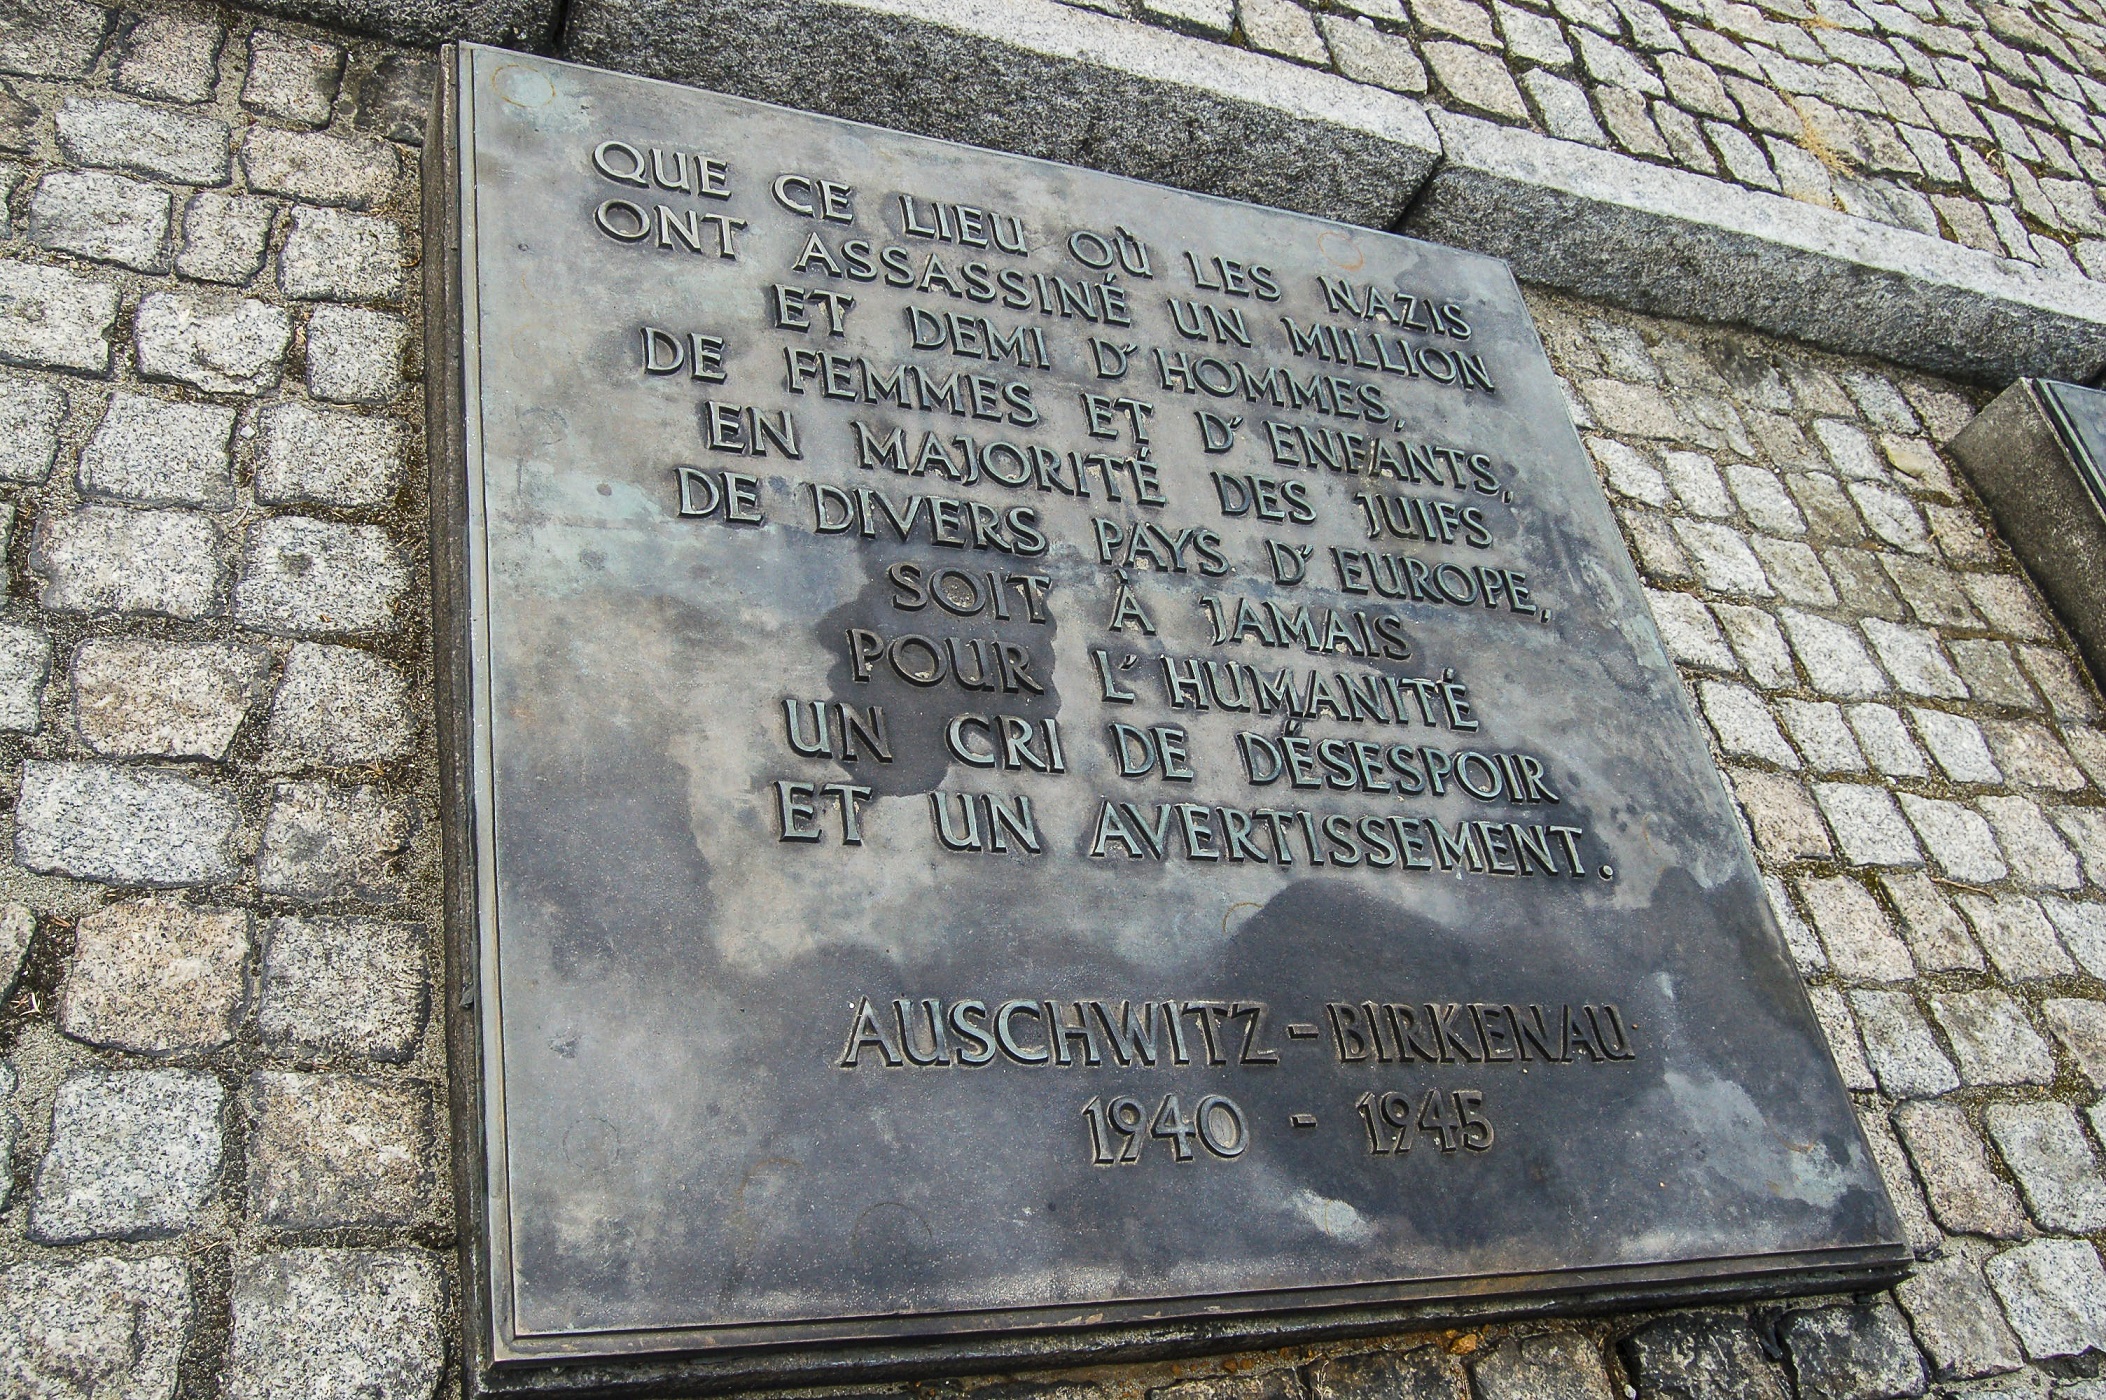 QUE CE LIEU OÙ LES NAZIS
ONT ASSASSINÉ UN MILLION
ET DEMI D'HOMMES,
DE FEMMES ET D'ENFANTS,
EN MAJORITÉ DES JUIFS
DE DIVERS PAYS D'EUROPE,
SOIT À JAMAIS
POUR L'HUMANITÉ
UN CRI DE DÉSESPOIR
ET UN AVERTISSEMENT.
AUSCHWITZ-BIRKENAU
1940 - 1945